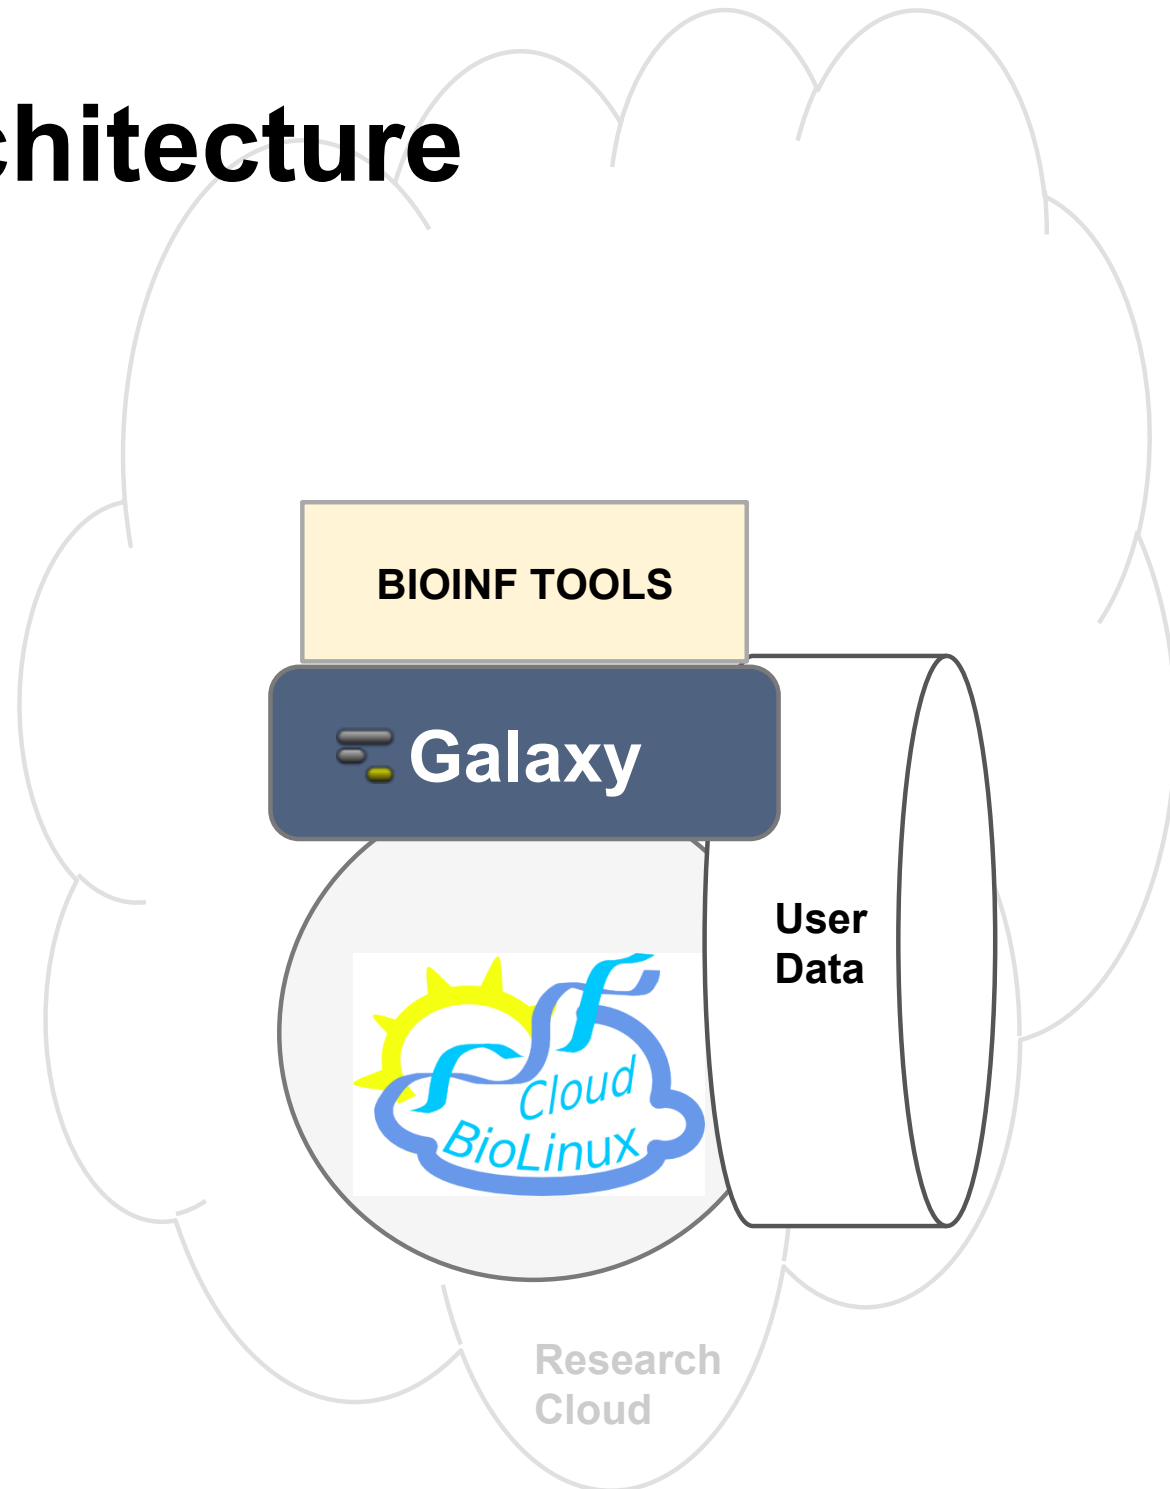 chitecture
BIOINF TOOLS
Galaxy
User
Data
Cloud
BioLinux
Research
Cloud